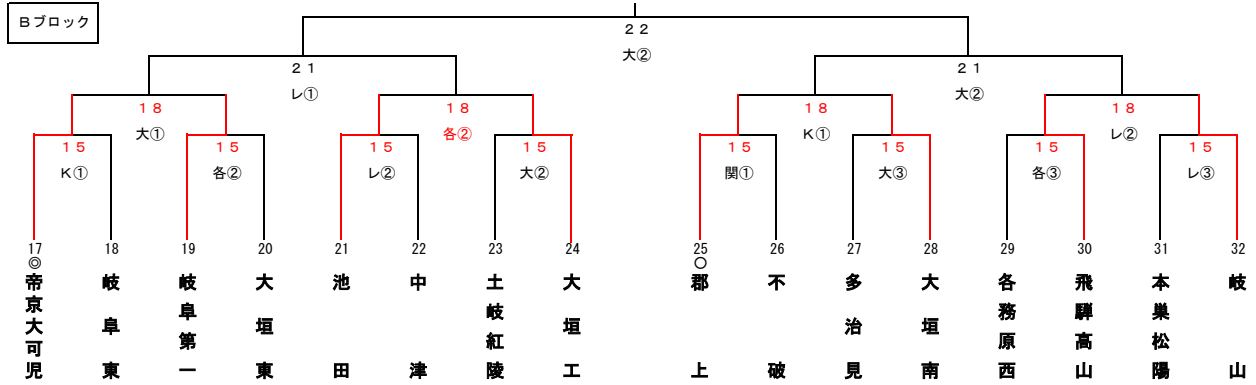 Ｂブロック
２２
大②
２１
レ①
２１
大②
１８
大①
１８
各②
１８
Ｋ①
１８
レ②
１５
Ｋ①
１５
各②
１５
レ②
１５
大②
１５
関①
１５
大③
１５
各③
１５
レ③
17 18 19 20 21 22 23 24 25 26 27 28 29 30 31 32
◎ ○
帝京大可児
岐阜東
岐阜第一
大垣東
池田
中津
土岐紅陵
大垣工
郡上
不破
多治見
大垣南
各務原西
飛騨高山
本巣松陽
岐山